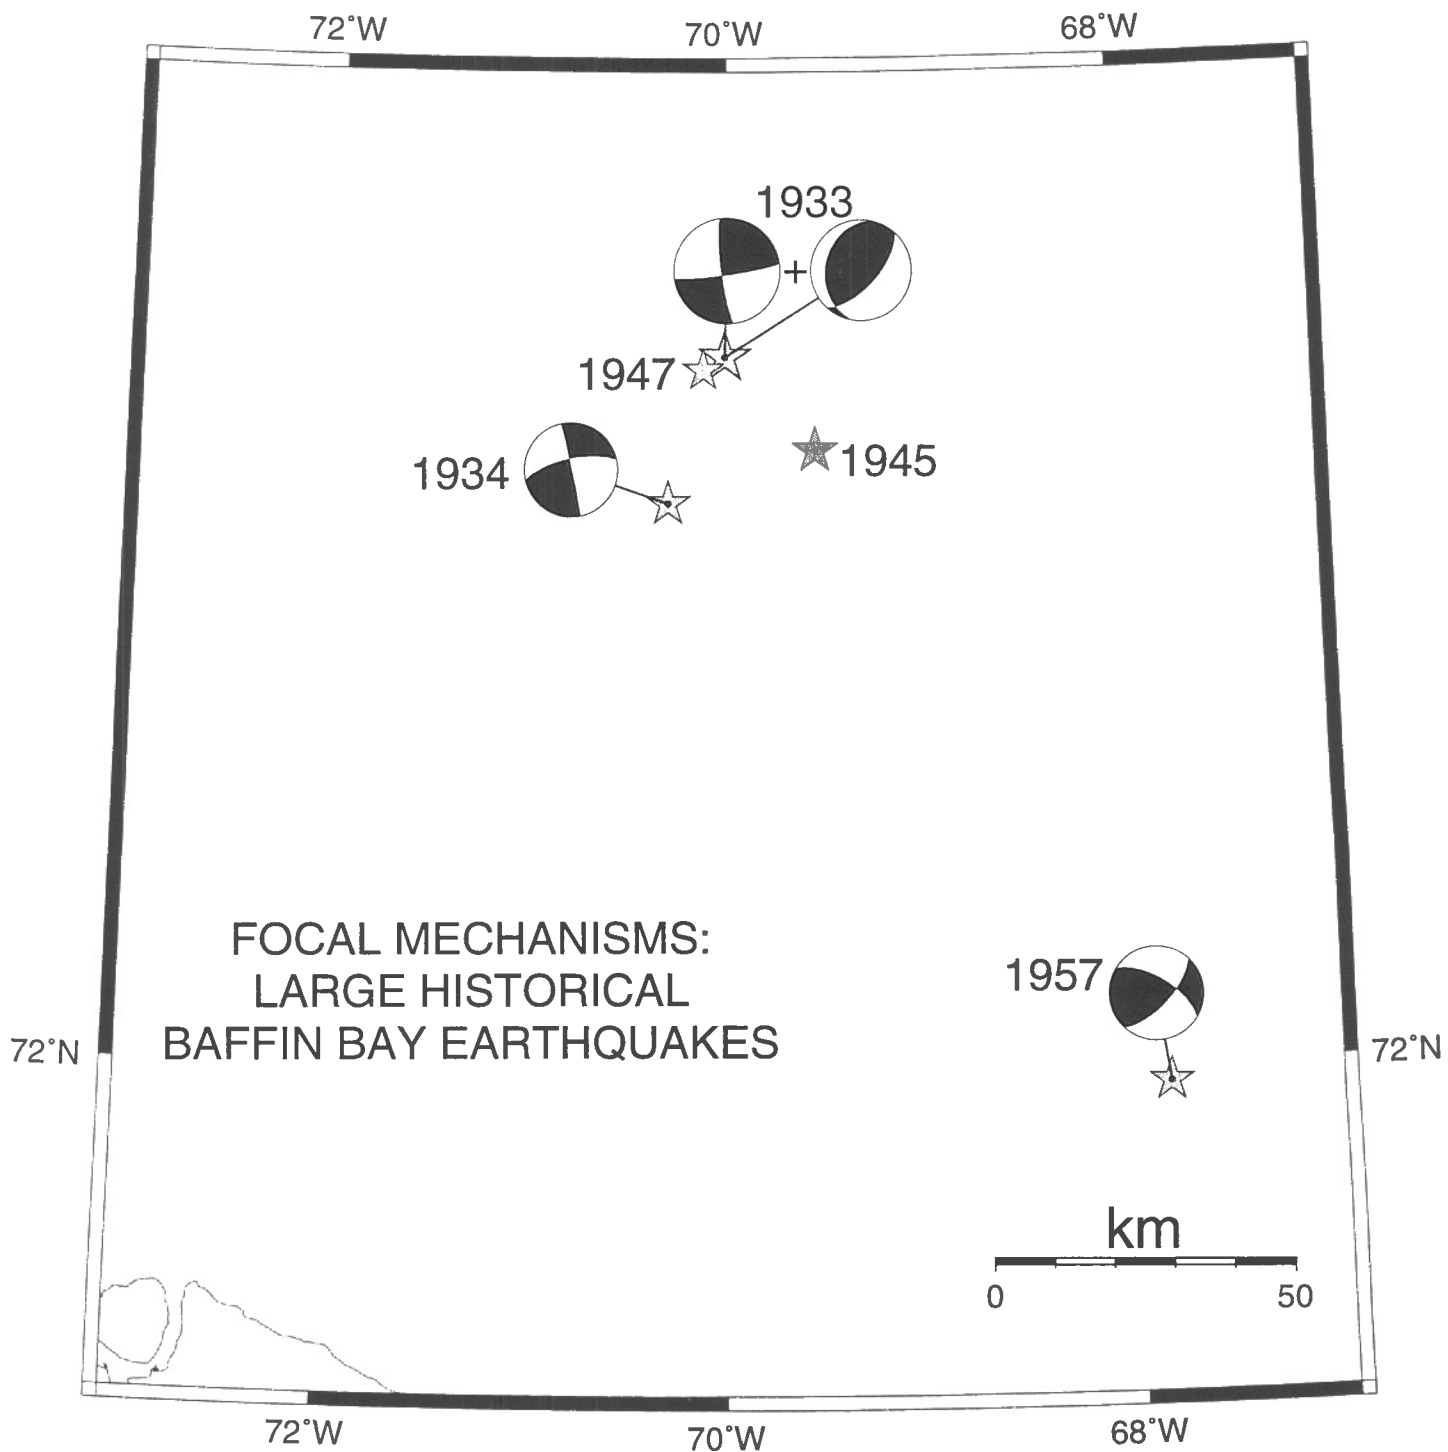 72°W 70°W 68°W
1933
+
1947
1934
1945
FOCAL MECHANISMS:
LARGE HISTORICAL
BAFFIN BAY EARTHQUAKES
1957
72°N 72°N
km
0 50
72°W 70°W 68°W